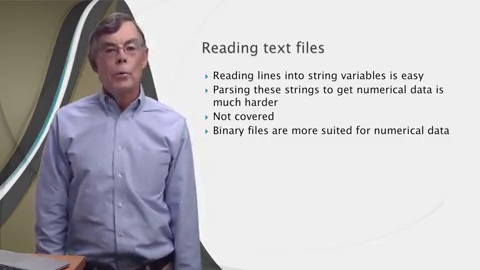 Reading text files
Reading lines into string variables is easy
Parsing these strings to get numerical data is
much harder
Not covered
Binary files are more suited for numerical data